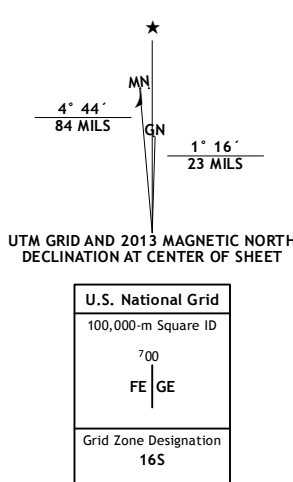 ★
MN
4° 44´
84 MILS
GN
1° 16´
23 MILS
UTM GRID AND 2013 MAGNETIC NORTH
DECLINATION AT CENTER OF SHEET
U.S. National Grid
100,000-m Square ID
⁷00
FE GE
Grid Zone Designation
16S